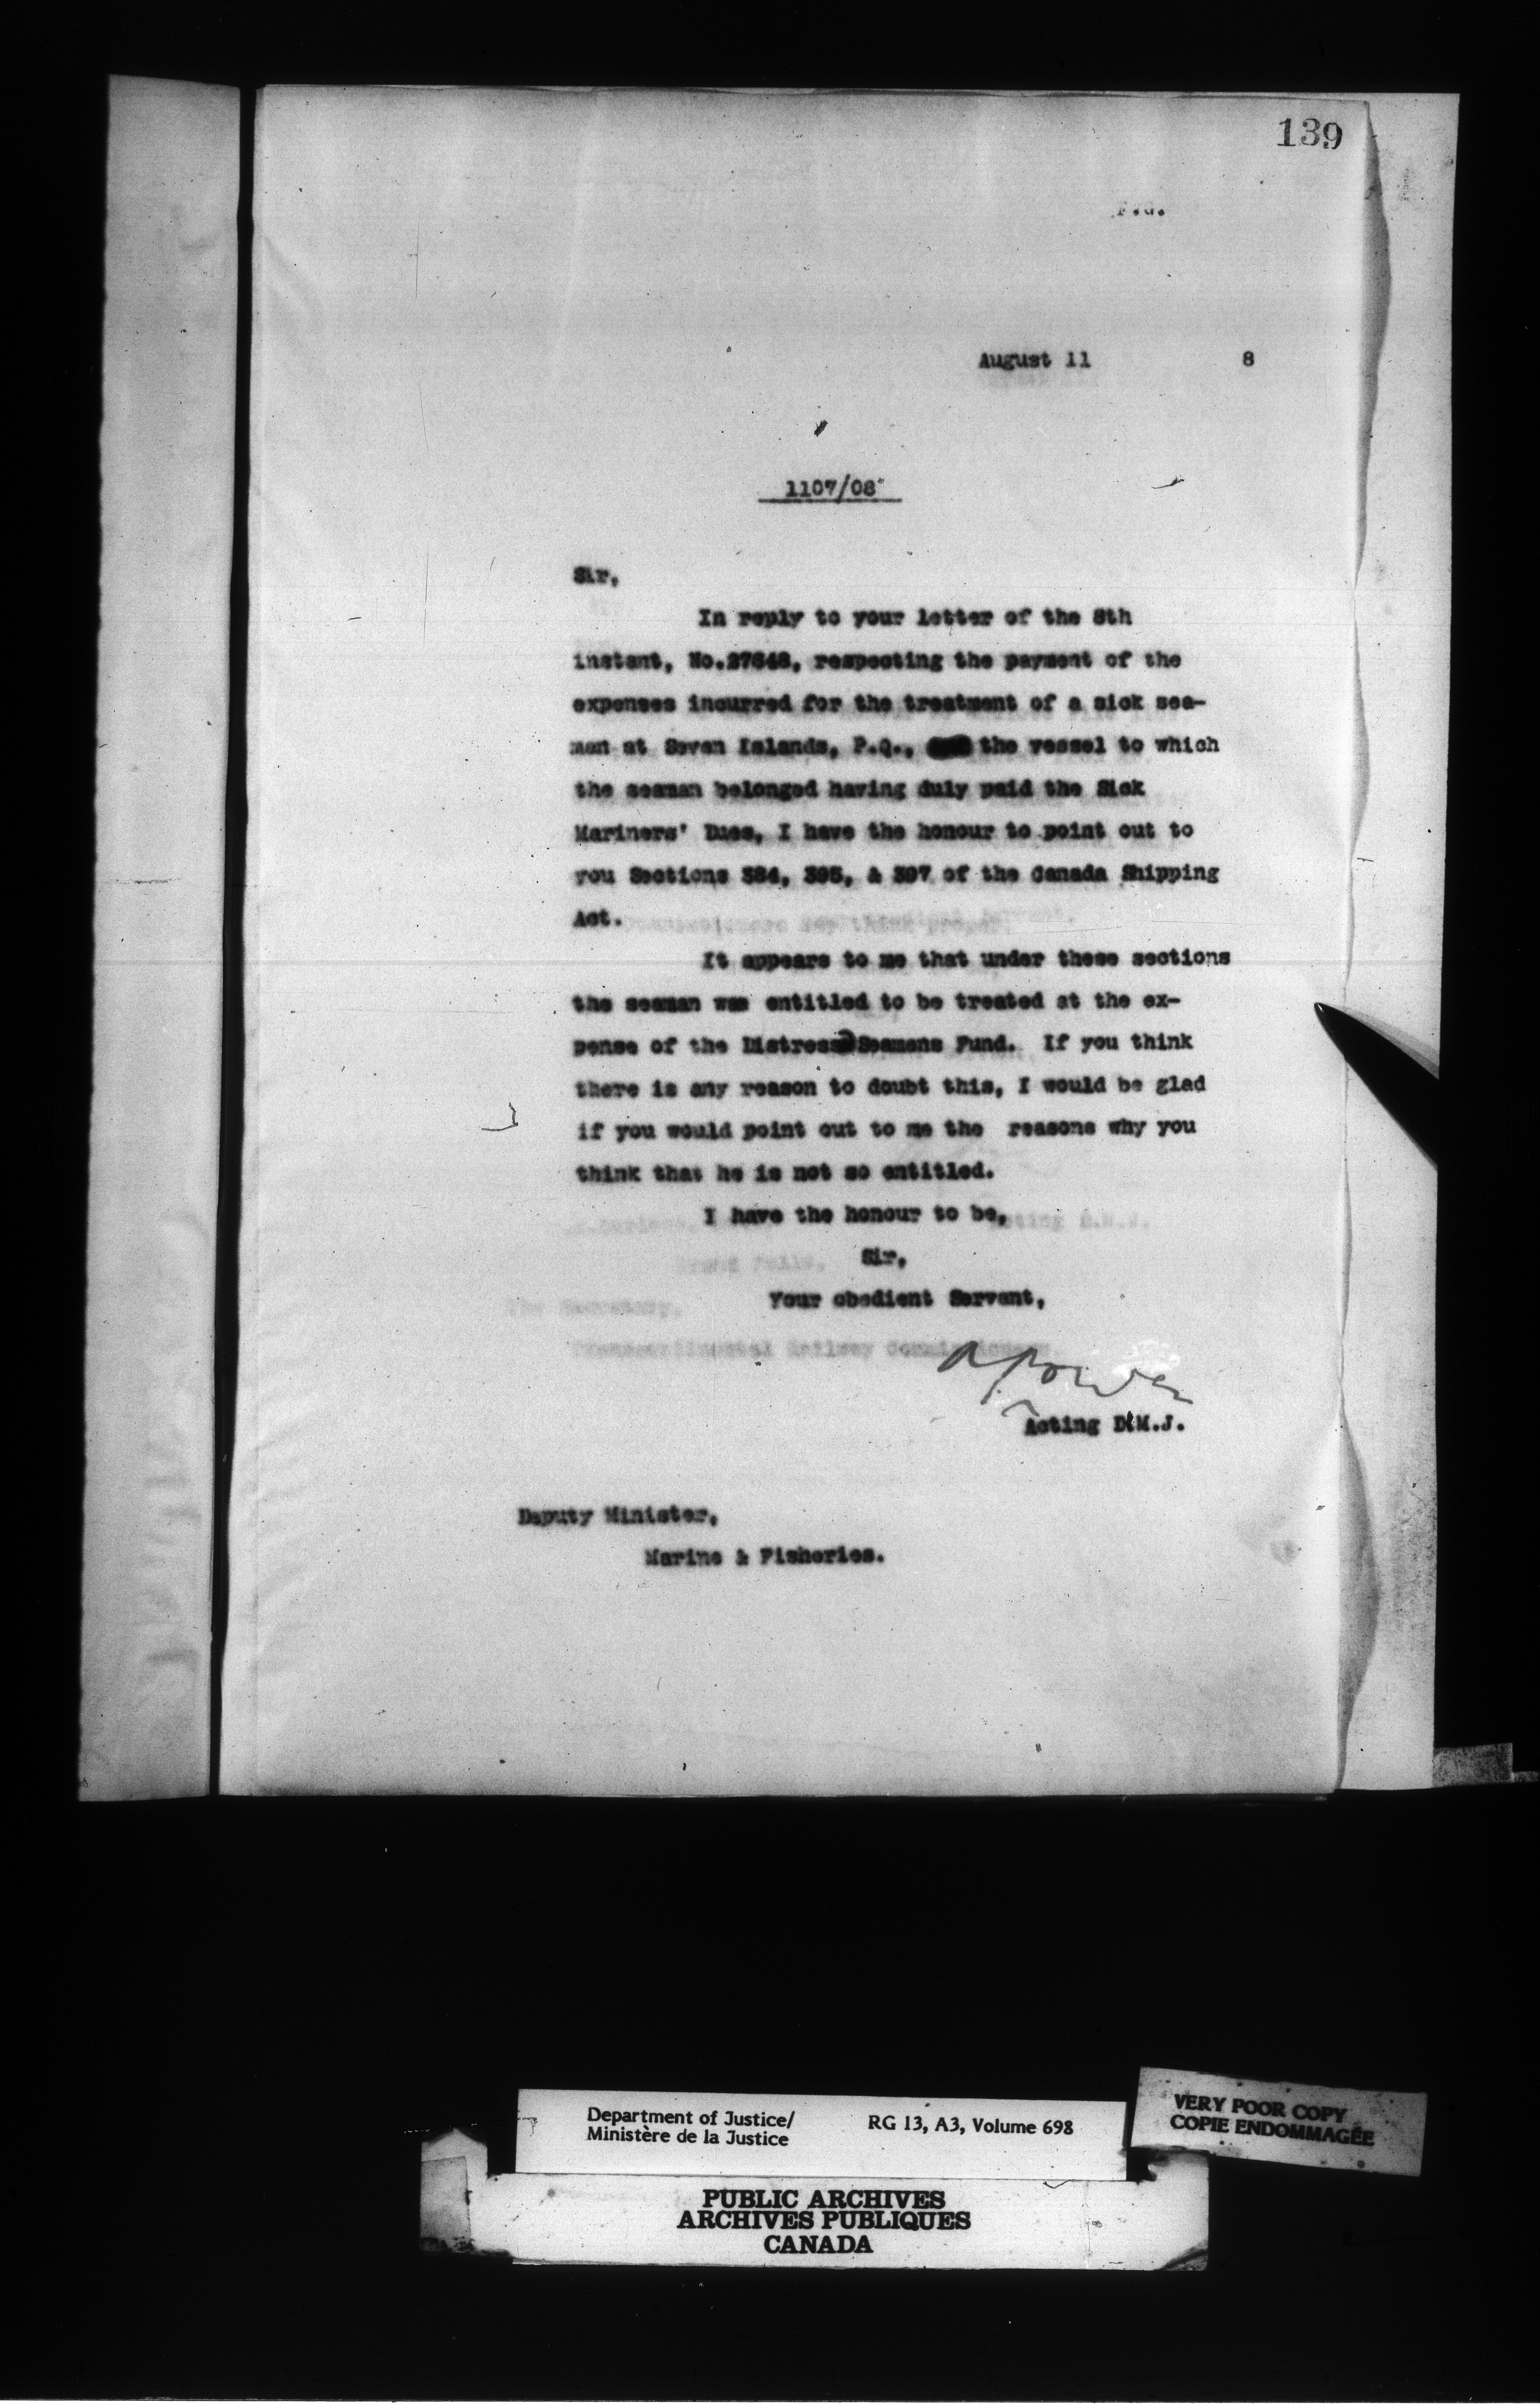 139
F.G.
August 11 8
1107/08
Sir,
In reply to your letter of the 8th
instant, No.27648, respecting the payment of the
expenses incurred for the treatment of a sick sea-
man at Seven Islands, P.Q., the vessel to which
the seaman belonged having duly paid the Sick
Mariners' Dues, I have the honour to point out to
you Sections 384, 395, & 397 of the Canada Shipping
Act.
It appears to me that under these sections
the seaman was entitled to be treated at the ex-
pense of the Distress Seamens Fund. If you think
there is any reason to doubt this, I would be glad
if you would point out to me the reasons why you
think that he is not so entitled.
I have the honour to be,
Sir,
Your obedient Servant,
A Power
Acting D.M.J.
Deputy Minister,
Marine & Fisheries.
Department of Justice/ RG 13, A3, Volume 698
Ministère de la Justice
VERY POOR COPY
COPIE ENDOMMAGÉE
PUBLIC ARCHIVES
ARCHIVES PUBLIQUES
CANADA